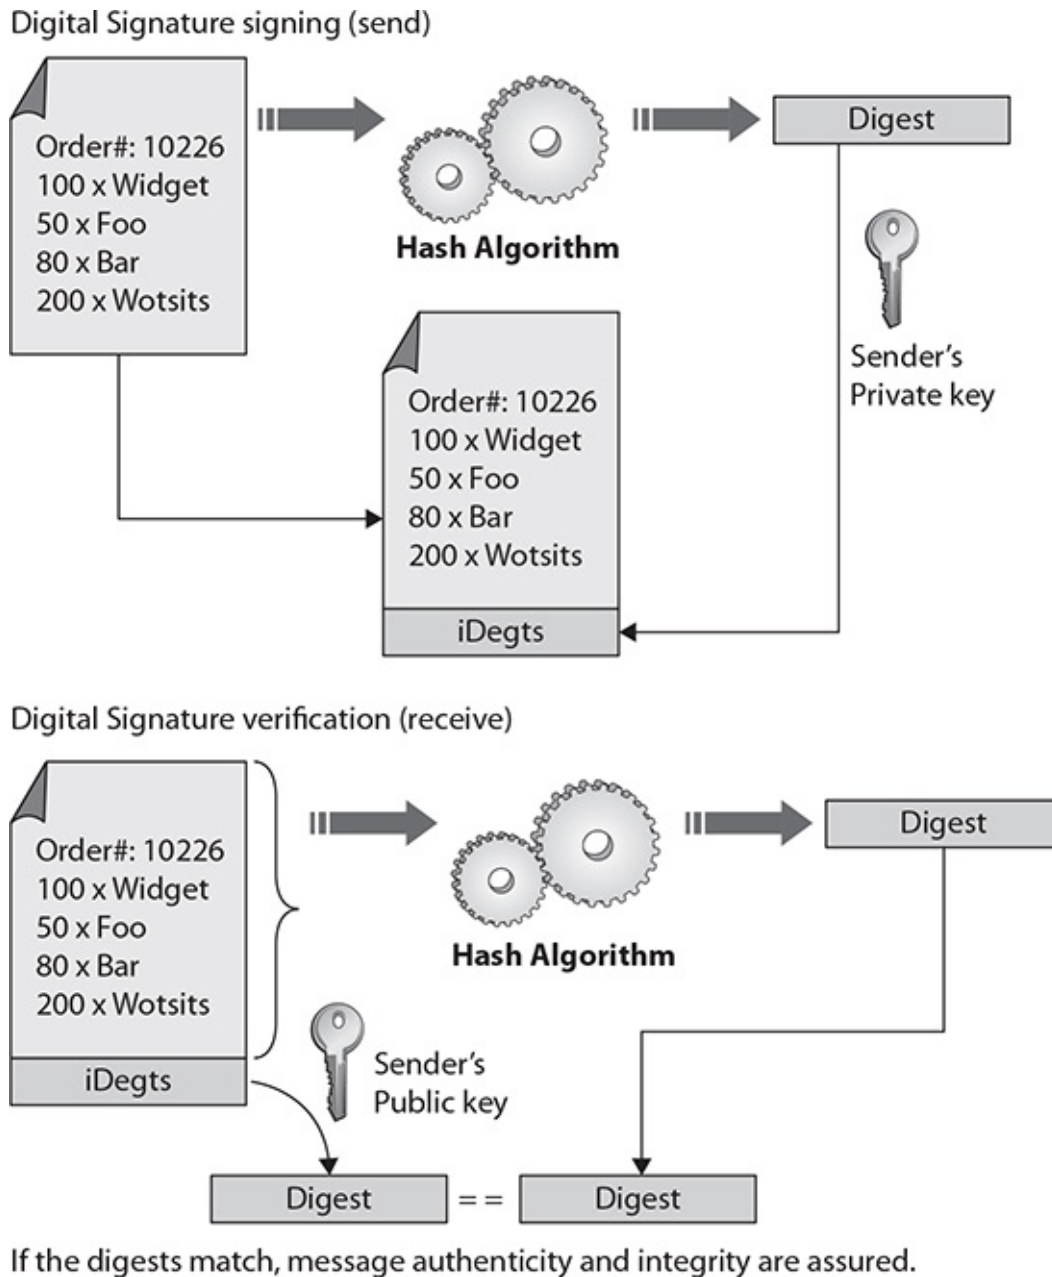 Digital Signature signing (send)
Order#: 10226
100 x Widget
50 x Foo
80 x Bar
200 x Wotsits
Hash Algorithm
Digest
Sender's
Private key
Order#: 10226
100 x Widget
50 x Foo
80 x Bar
200 x Wotsits
iDegts
Digital Signature verification (receive)
Order#: 10226
100 x Widget
50 x Foo
80 x Bar
200 x Wotsits
iDegts
Hash Algorithm
Digest
Sender's
Public key
Digest
= =
Digest
If the digests match, message authenticity and integrity are assured.